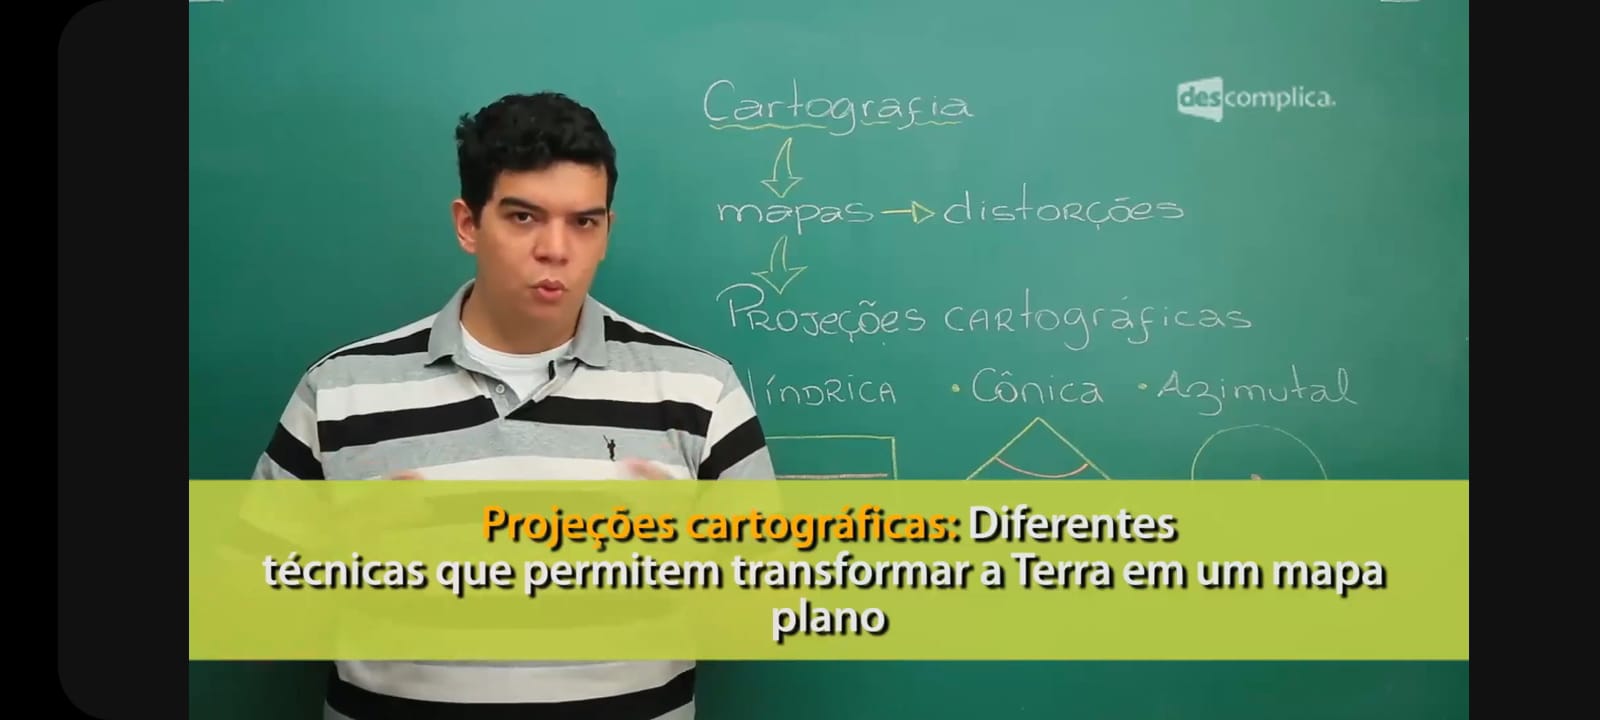 Cartografia
descomplica.
mapas → distorções
Projeções cartográficas
líndrica • Cônica • Azimutal
Projeções cartográficas: Diferentes
técnicas que permitem transformar a Terra em um mapa
plano